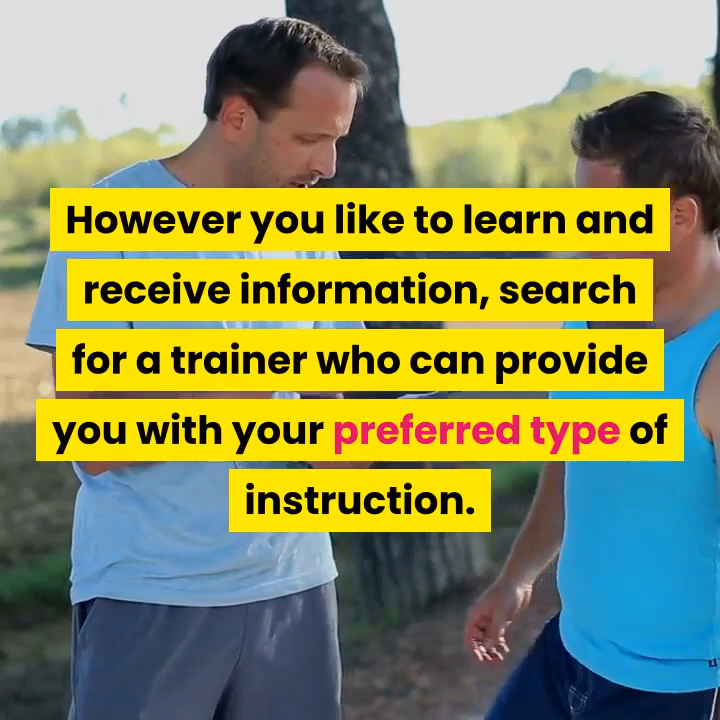 However you like to learn and
receive information, search
for a trainer who can provide
you with your preferred type of
instruction.